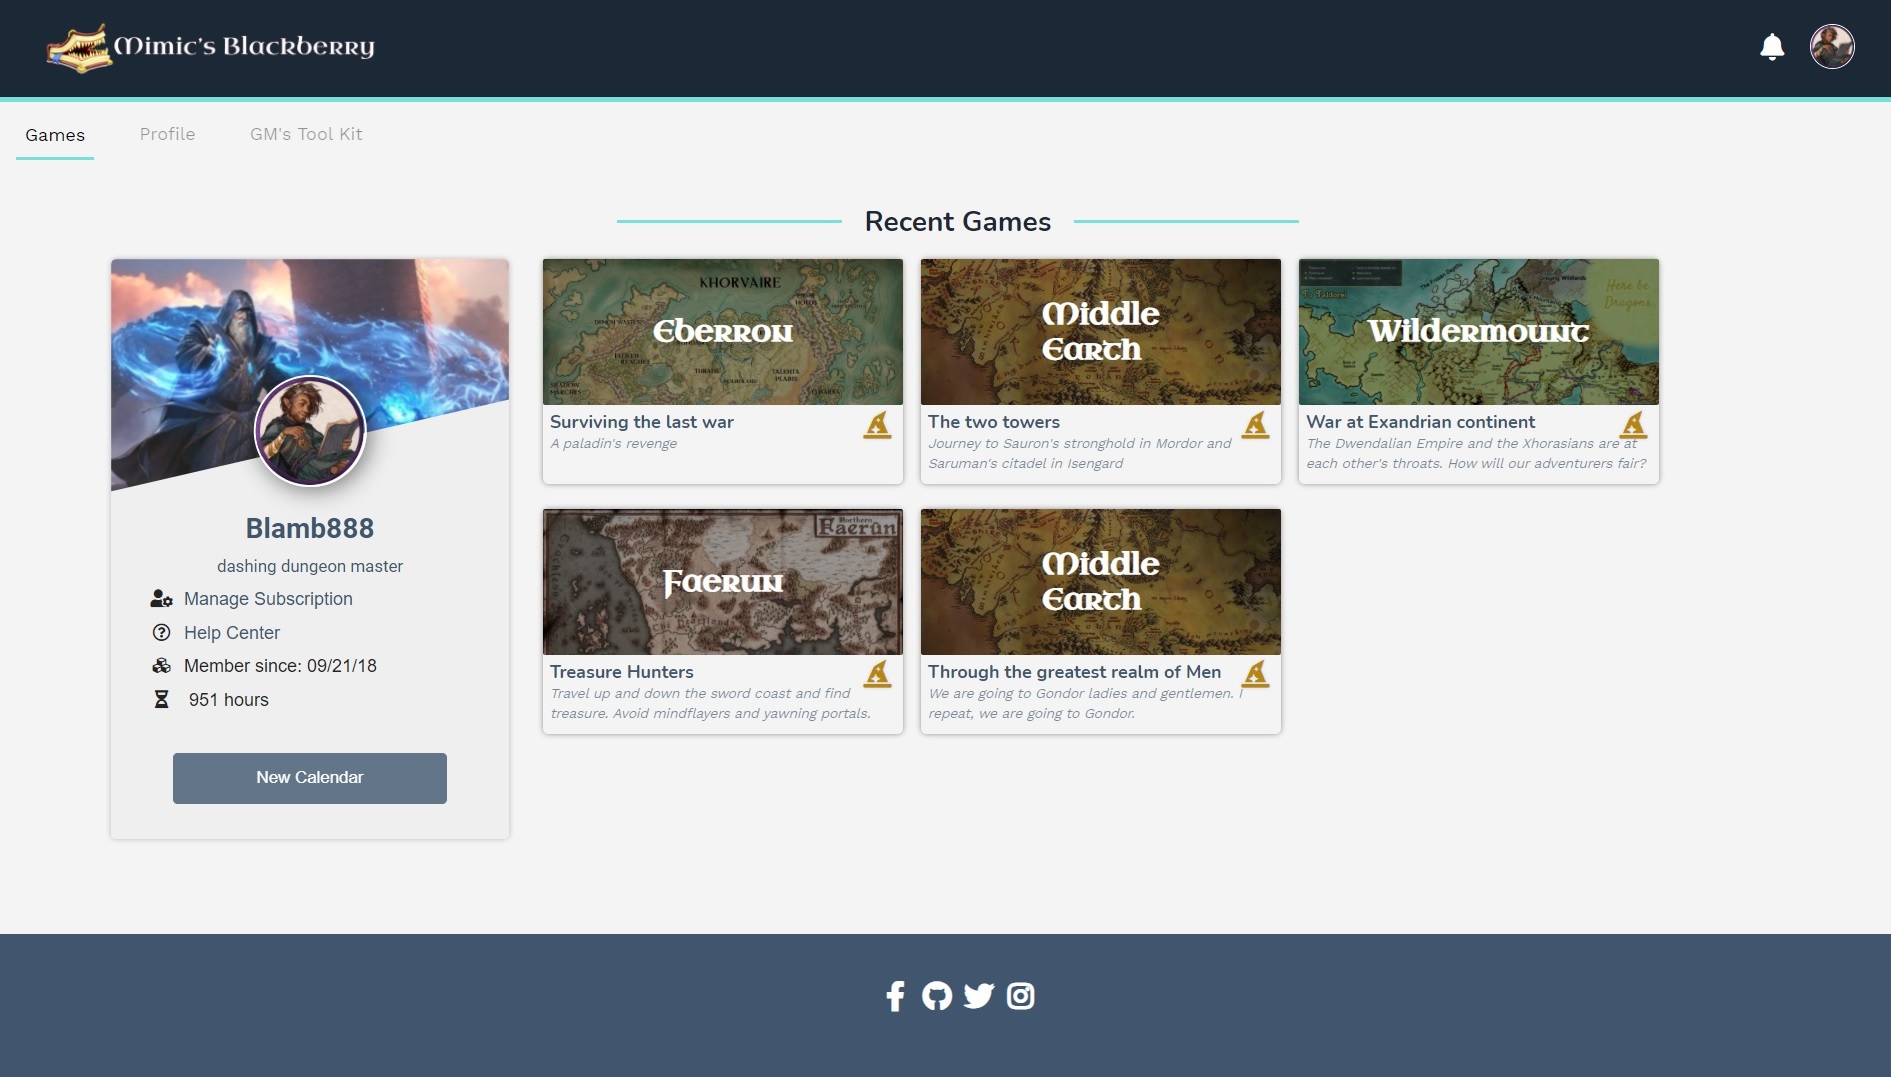 Mimic's Blackberry
Games
Profile
GM's Tool Kit
Recent Games
Blamb888
dashing dungeon master
Manage Subscription
Help Center
Member since: 09/21/18
951 hours
New Calendar
KHORVAIRE
Eberron
Surviving the last war
A paladin's revenge
Middle
Earth
The two towers
Journey to Sauron's stronghold in Mordor and
Saruman's citadel in Isengard
Here be
Dragons
Wildermount
War at Exandrian continent
The Dwendalian Empire and the Xhorasians are at
each other's throats. How will our adventurers fair?
Northern
Faerûn
Faerun
Treasure Hunters
Travel up and down the sword coast and find
treasure. Avoid mindflayers and yawning portals.
Middle
Earth
Through the greatest realm of Men
We are going to Gondor ladies and gentlemen. I
repeat, we are going to Gondor.